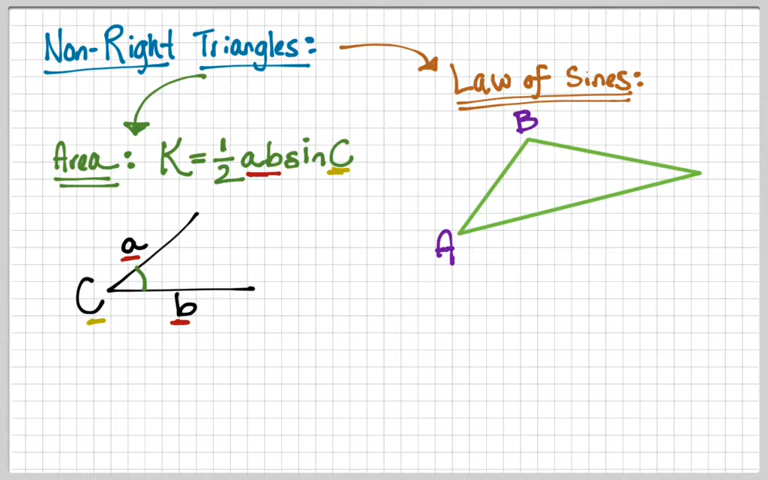 Non-Right Triangles:
Law of Sines:
Area: K = 1/2 ab sin C
B
A
a
C
b